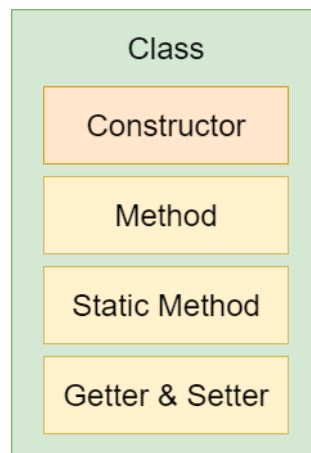 Class
Constructor
Method
Static Method
Getter & Setter